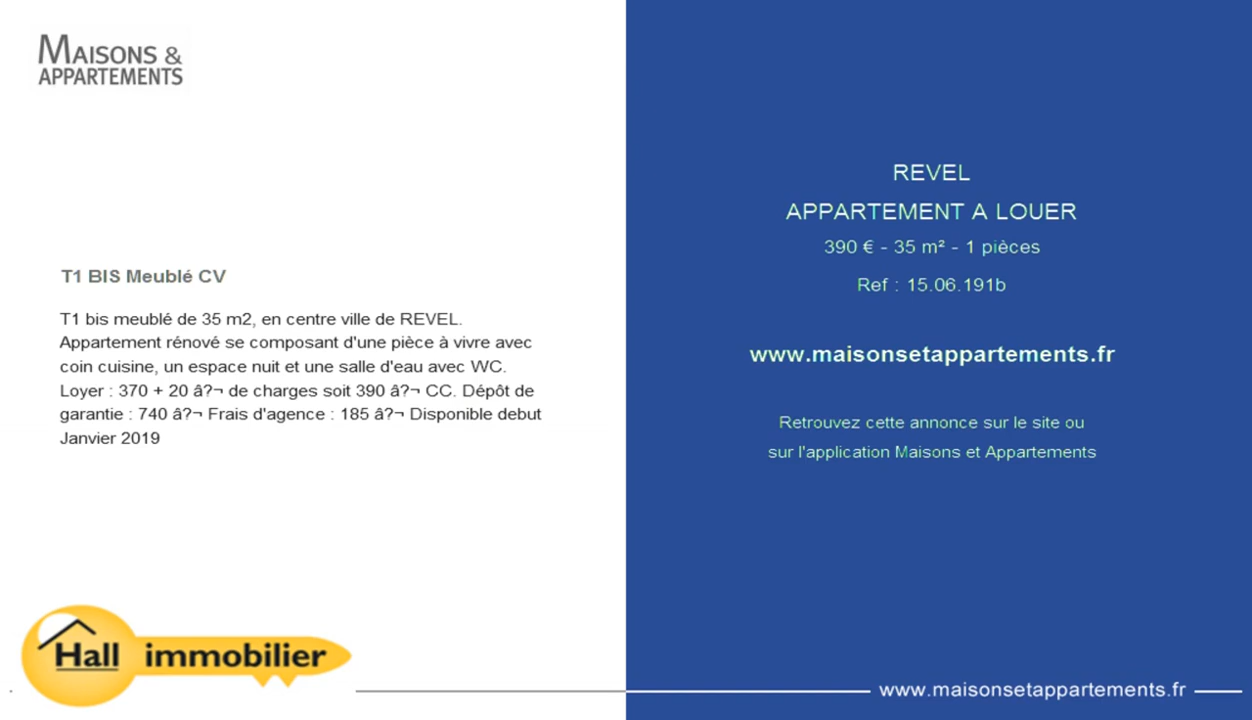 MAISONS &
APPARTEMENTS
T1 BIS Meublé CV
T1 bis meublé de 35 m2, en centre ville de REVEL.
Appartement rénové se composant d'une pièce à vivre avec
coin cuisine, un espace nuit et une salle d'eau avec WC.
Loyer : 370 + 20 â?¬ de charges soit 390 â?¬ CC. Dépôt de
garantie : 740 â?¬ Frais d'agence : 185 â?¬ Disponible debut
Janvier 2019
Hall immobilier
REVEL
APPARTEMENT A LOUER
390 € - 35 m² - 1 pièces
Ref : 15.06.191b
www.maisonsetappartements.fr
Retrouvez cette annonce sur le site ou
sur l'application Maisons et Appartements
www.maisonsetappartements.fr